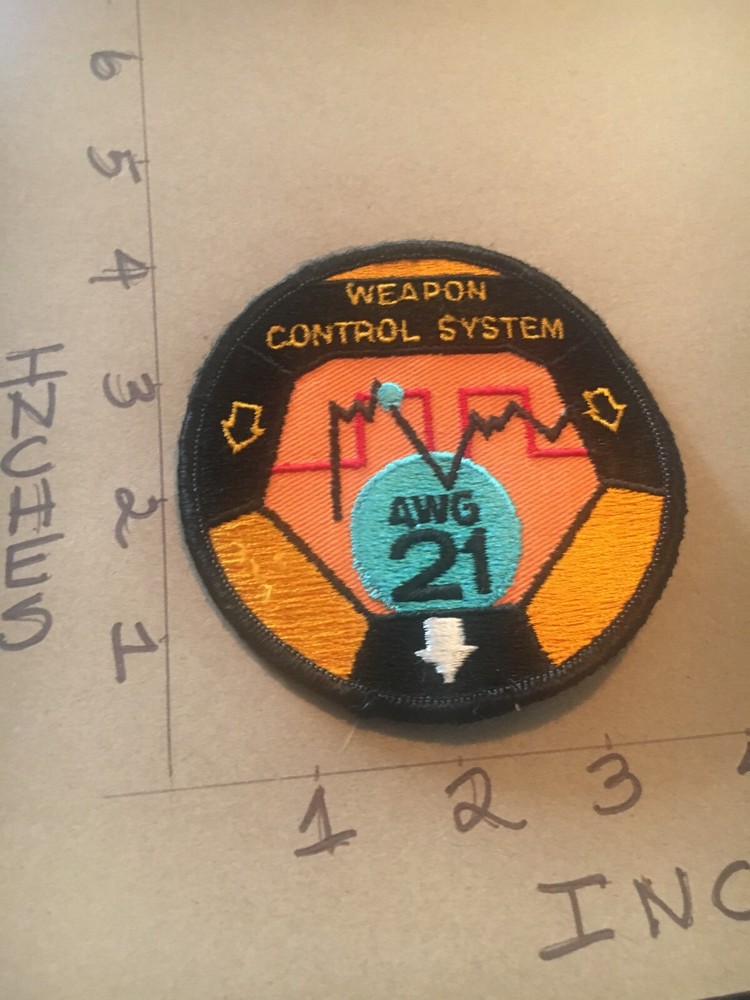 WEAPON
CONTROL SYSTEM
AWG
21
6
5
4
3
2
1
INCHES
1
2
3
INC